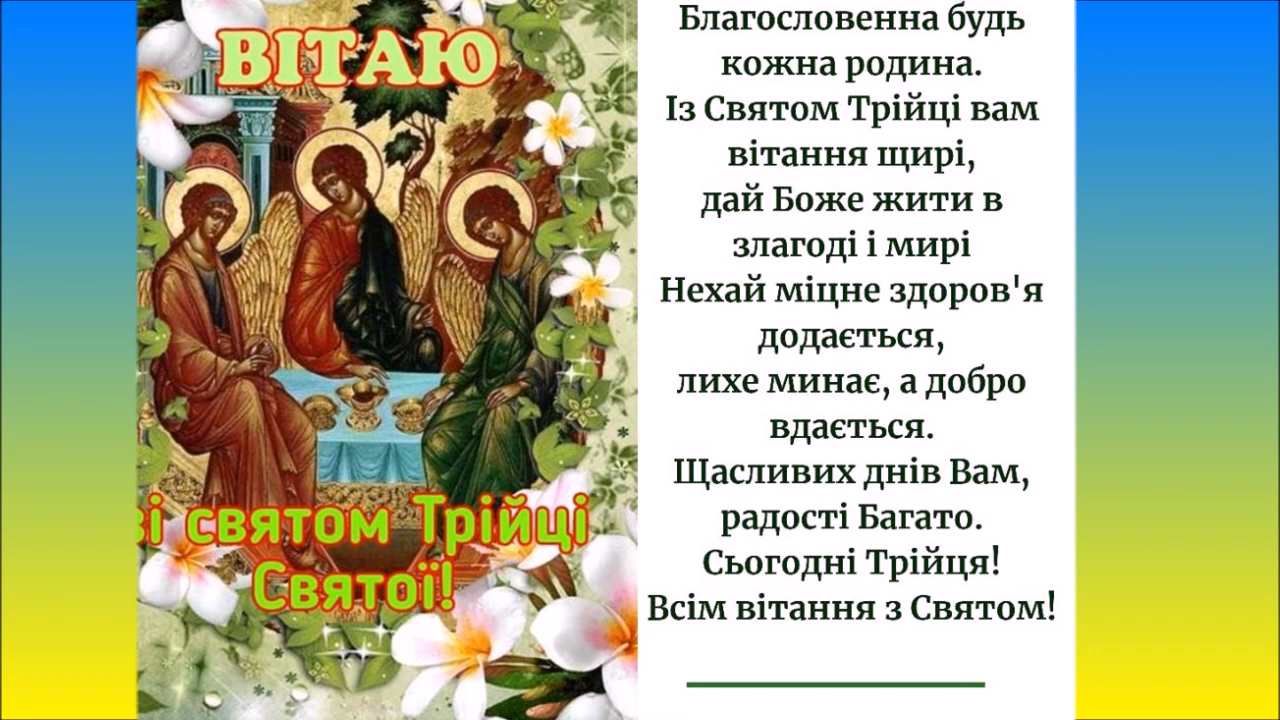 ВІТАЮ
зі святом Трійці
Святої!
Благословенна будь
кожна родина.
Із Святом Трійці вам
вітання щирі,
дай Боже жити в
злагоді і мирі
Нехай міцне здоров'я
додається,
лихе минає, а добро
вдається.
Щасливих днів Вам,
радості Багато.
Сьогодні Трійця!
Всім вітання з Святом!